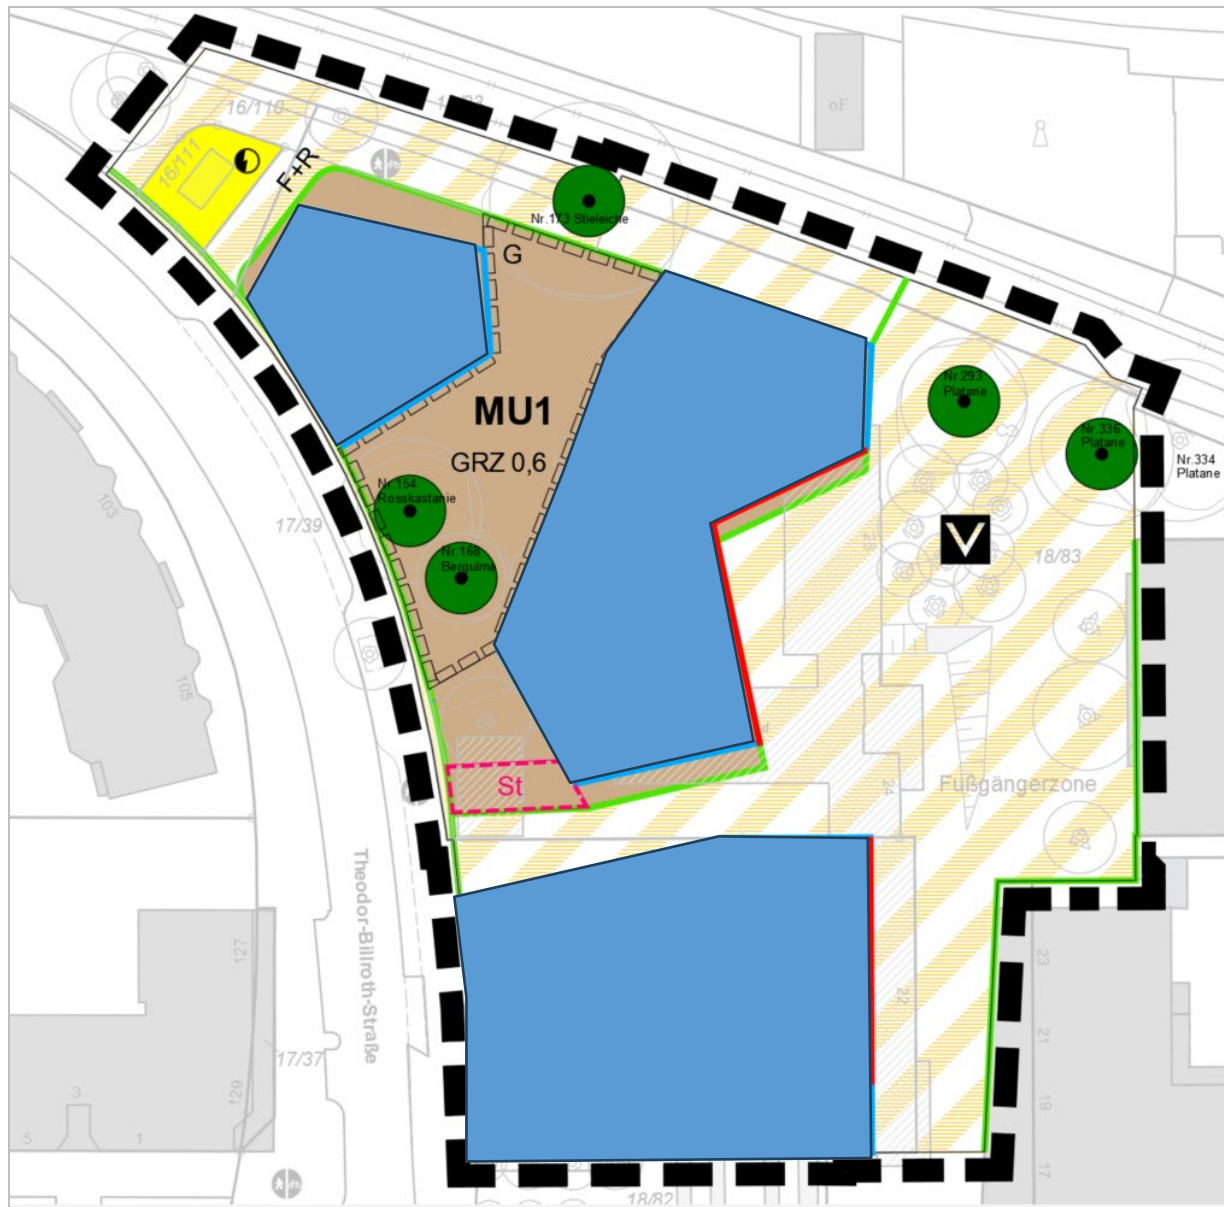 oF
16/110
16/111
F+R
Nr.173 Stieleiche
G
Nr.293
Platane
MU1
Nr.336
Platane
GRZ 0,6
Nr.334
Platane
Nr.154
Rosskastanie
103
17/39
25
18/83
Nr.168
Bergulme
105
St
24
Fußgängerzone
Theodor-Billroth-Straße
127
23
22
21
17/37
129
3
19
5
1
17
18/82